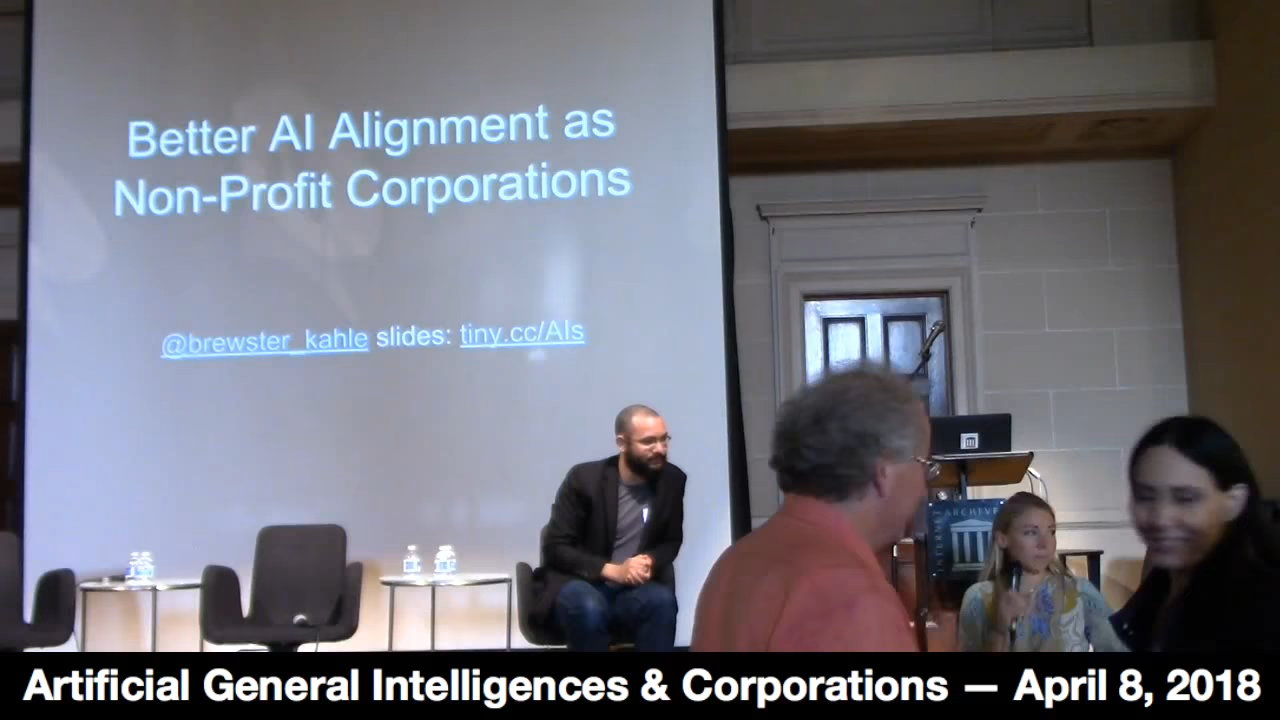 Better AI Alignment as
Non-Profit Corporations
@brewster_kahle slides: tiny.cc/AIs
INTERNET
ARCHIVE
Artificial General Intelligences & Corporations — April 8, 2018